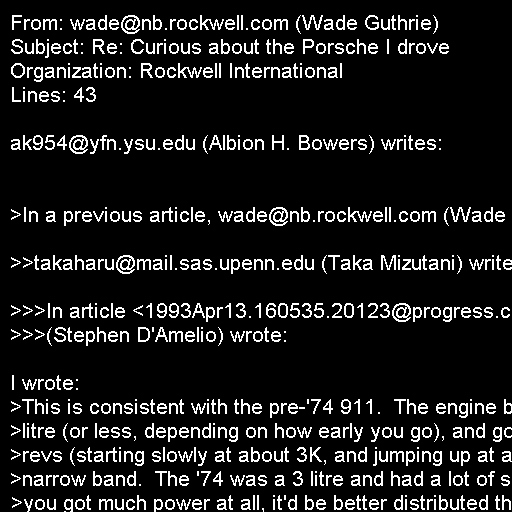 From: wade@nb.rockwell.com (Wade Guthrie)
Subject: Re: Curious about the Porsche I drove
Organization: Rockwell International
Lines: 43
ak954@yfn.ysu.edu (Albion H. Bowers) writes:
>In a previous article, wade@nb.rockwell.com (Wade
>>takaharu@mail.sas.upenn.edu (Taka Mizutani) write
>>>In article <1993Apr13.160535.20123@progress.c
>>>(Stephen D'Amelio) wrote:
I wrote:
>This is consistent with the pre-'74 911.  The engine b
>litre (or less, depending on how early you go), and go
>revs (starting slowly at about 3K, and jumping up at a
>narrow band.  The '74 was a 3 litre and had a lot of s
>you got much power at all, it'd be better distributed th